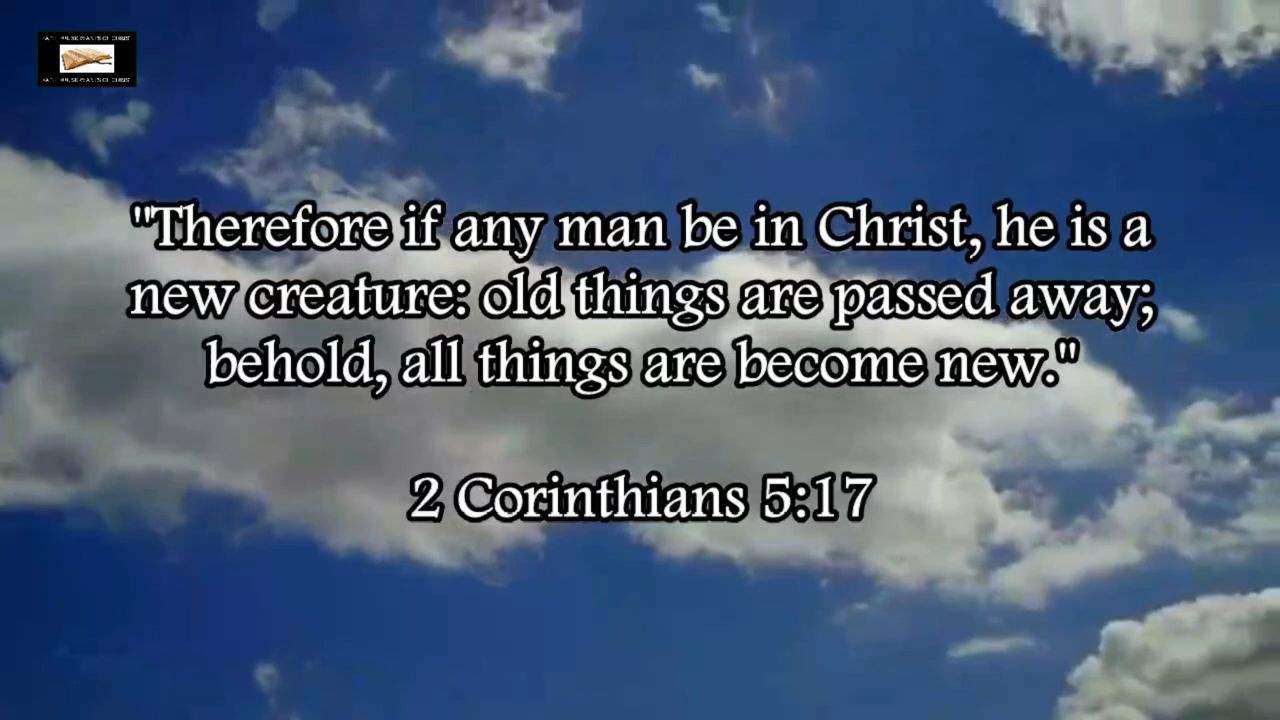 "Therefore if any man be in Christ, he is a
new creature: old things are passed away;
behold, all things are become new."
2 Corinthians 5:17